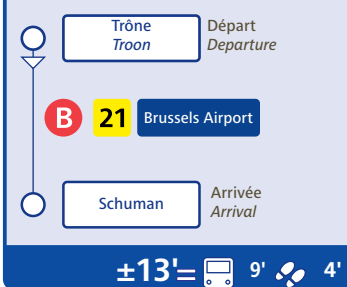 Trône
Troon
Départ
Departure
B 21 Brussels Airport
Schuman
Arrivée
Arrival
±13'= 9' 4'